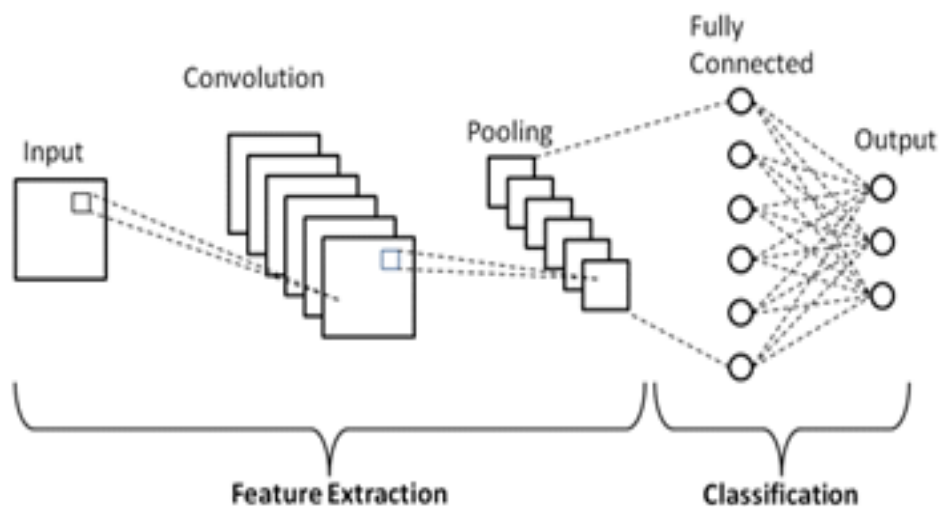 Input
Convolution
Pooling
Fully
Connected
Output
Feature Extraction
Classification